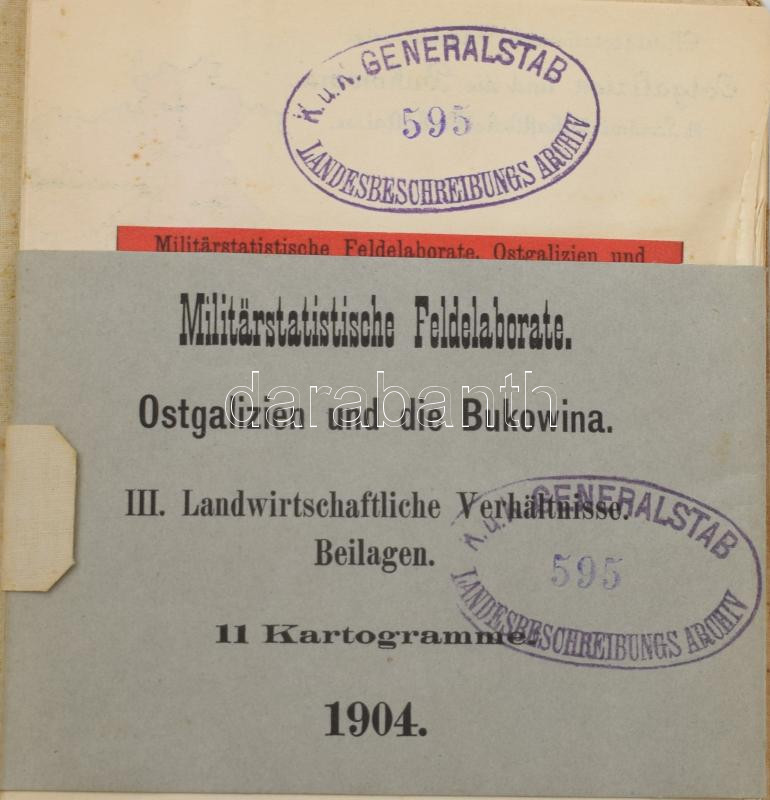 K.u.K. GENERALSTAB
595
LANDESBESCHREIBUNGS ARCHIV
Militärstatistische Feldelaborate. Ostgalizien und
Militärstatistische Feldelaborate.
darabanth
Ostgalizien und die Bukowina.
III. Landwirtschaftliche Verhältnisse.
Beilagen.
K.u.K. GENERALSTAB
595
LANDESBESCHREIBUNGS ARCHIV
11 Kartogramme.
1904.